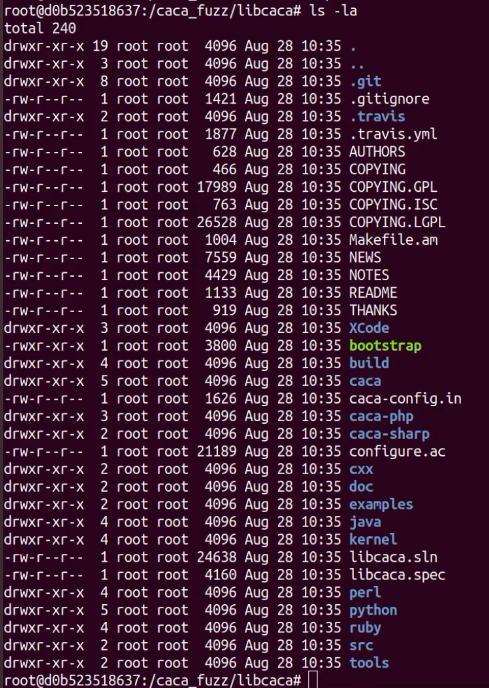 root@d0b523518637:/caca_fuzz/libcaca# ls -la
total 240
drwxr-xr-x 19 root root  4096 Aug 28 10:35 .
drwxr-xr-x  3 root root  4096 Aug 28 10:35 ..
drwxr-xr-x  8 root root  4096 Aug 28 10:35 .git
-rw-r--r--  1 root root  1421 Aug 28 10:35 .gitignore
drwxr-xr-x  2 root root  4096 Aug 28 10:35 .travis
-rw-r--r--  1 root root  1877 Aug 28 10:35 .travis.yml
-rw-r--r--  1 root root   628 Aug 28 10:35 AUTHORS
-rw-r--r--  1 root root   466 Aug 28 10:35 COPYING
-rw-r--r--  1 root root 17989 Aug 28 10:35 COPYING.GPL
-rw-r--r--  1 root root   763 Aug 28 10:35 COPYING.ISC
-rw-r--r--  1 root root 26528 Aug 28 10:35 COPYING.LGPL
-rw-r--r--  1 root root  1004 Aug 28 10:35 Makefile.am
-rw-r--r--  1 root root  7559 Aug 28 10:35 NEWS
-rw-r--r--  1 root root  4429 Aug 28 10:35 NOTES
-rw-r--r--  1 root root  1133 Aug 28 10:35 README
-rw-r--r--  1 root root   919 Aug 28 10:35 THANKS
drwxr-xr-x  3 root root  4096 Aug 28 10:35 XCode
-rwxr-xr-x  1 root root  3800 Aug 28 10:35 bootstrap
drwxr-xr-x  4 root root  4096 Aug 28 10:35 build
drwxr-xr-x  5 root root  4096 Aug 28 10:35 caca
-rw-r--r--  1 root root  1626 Aug 28 10:35 caca-config.in
drwxr-xr-x  3 root root  4096 Aug 28 10:35 caca-php
drwxr-xr-x  2 root root  4096 Aug 28 10:35 caca-sharp
-rw-r--r--  1 root root 21189 Aug 28 10:35 configure.ac
drwxr-xr-x  2 root root  4096 Aug 28 10:35 cxx
drwxr-xr-x  2 root root  4096 Aug 28 10:35 doc
drwxr-xr-x  2 root root  4096 Aug 28 10:35 examples
drwxr-xr-x  4 root root  4096 Aug 28 10:35 java
drwxr-xr-x  4 root root  4096 Aug 28 10:35 kernel
-rw-r--r--  1 root root 24638 Aug 28 10:35 libcaca.sln
-rw-r--r--  1 root root  4160 Aug 28 10:35 libcaca.spec
drwxr-xr-x  4 root root  4096 Aug 28 10:35 perl
drwxr-xr-x  5 root root  4096 Aug 28 10:35 python
drwxr-xr-x  4 root root  4096 Aug 28 10:35 ruby
drwxr-xr-x  2 root root  4096 Aug 28 10:35 src
drwxr-xr-x  2 root root  4096 Aug 28 10:35 tools
root@d0b523518637:/caca_fuzz/libcaca#